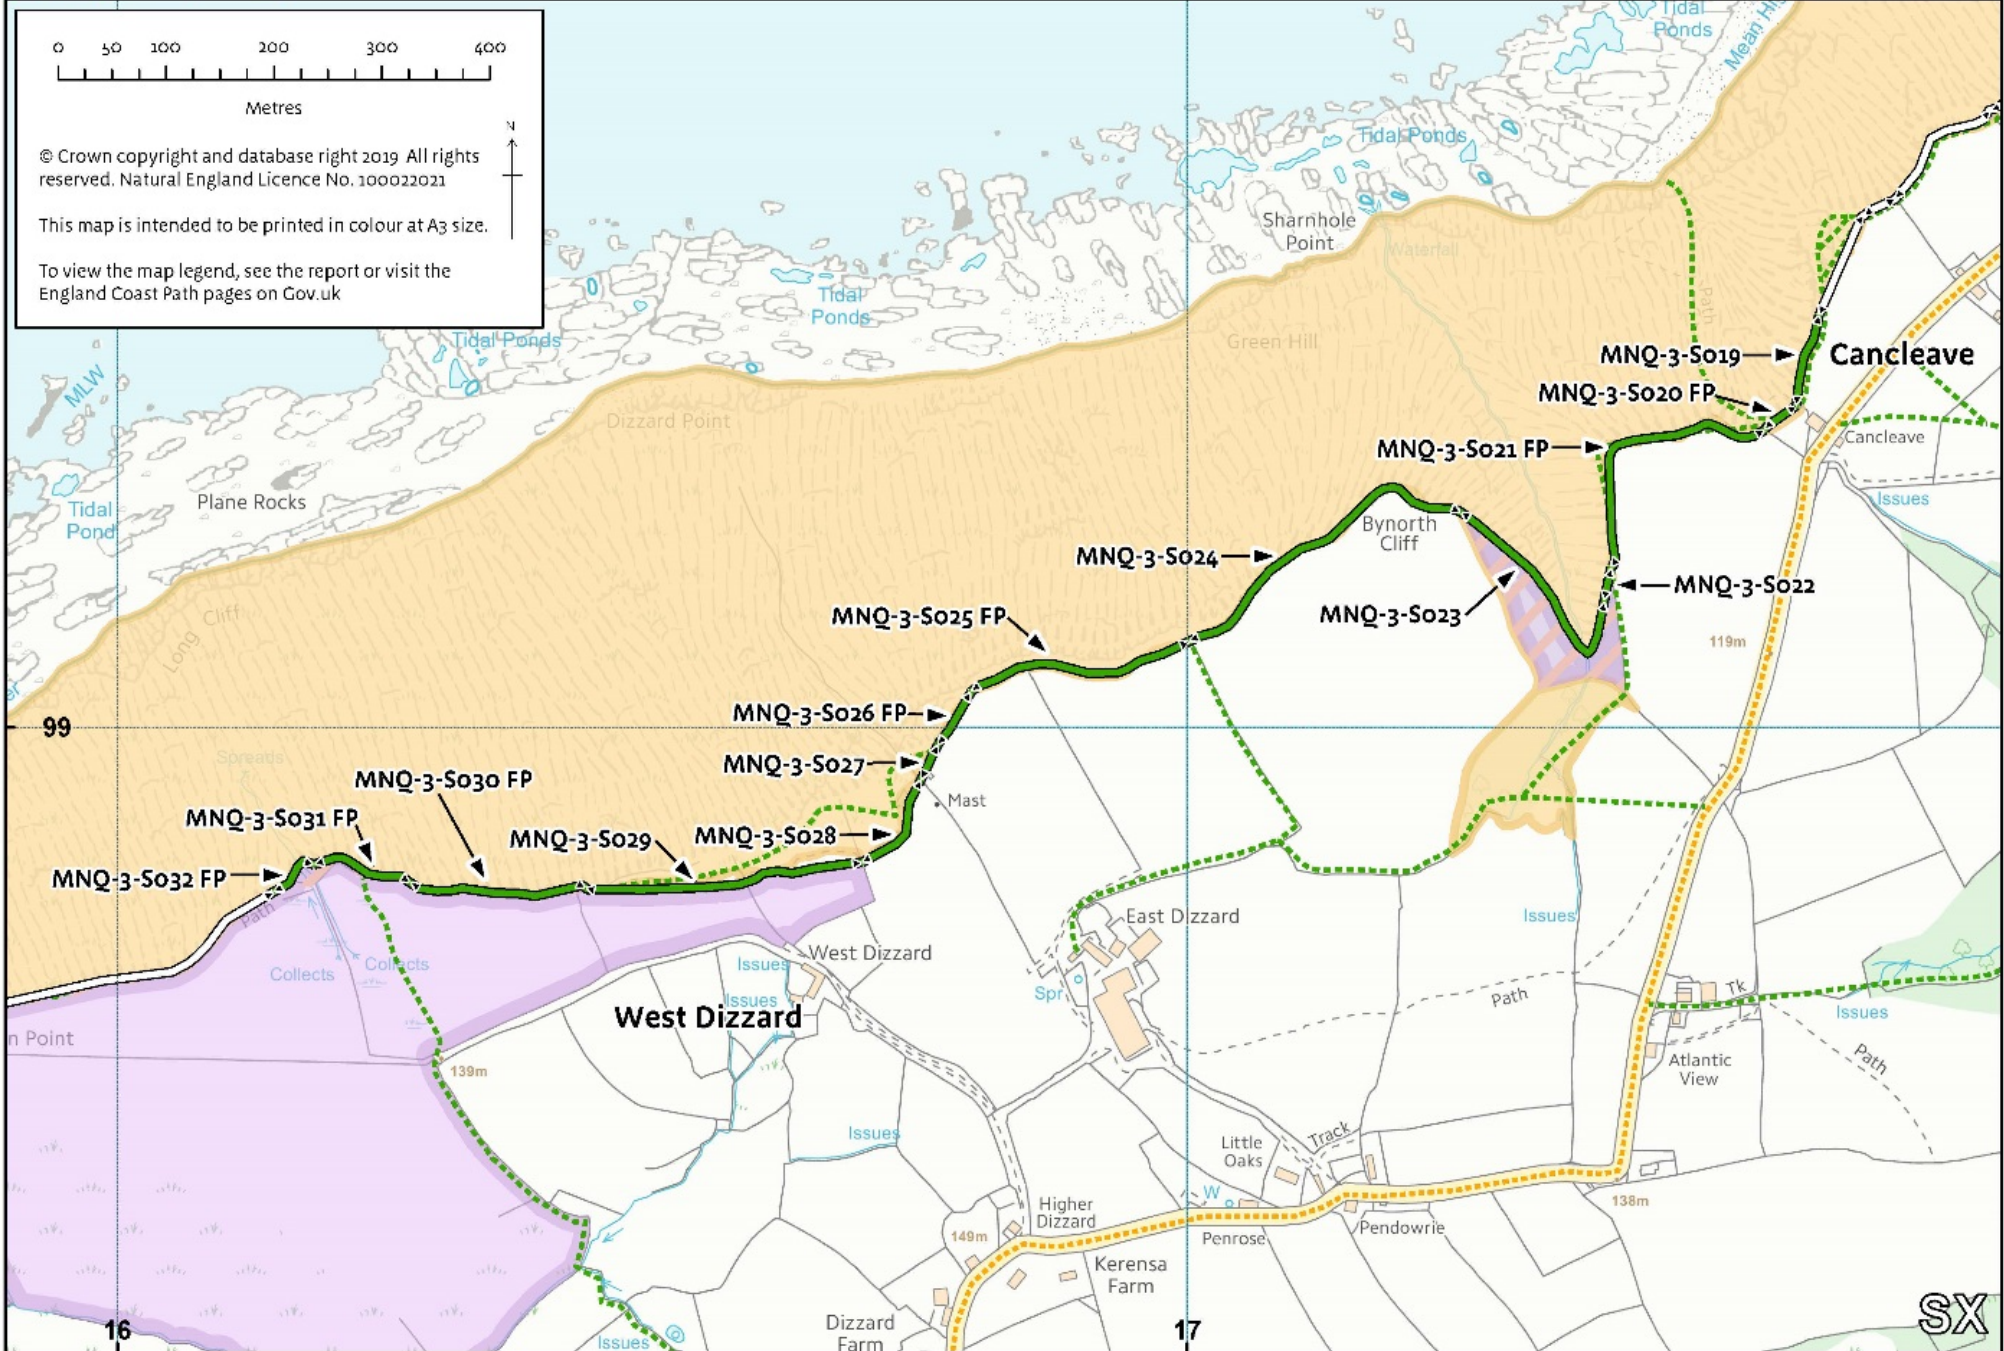 0 50 100 200 300 400
Metres
N
© Crown copyright and database right 2019 All rights
reserved. Natural England Licence No. 100022021
This map is intended to be printed in colour at A3 size.
To view the map legend, see the report or visit the
England Coast Path pages on Gov.uk
Tidal
Ponds
Tidal Ponds
Sharnhole
Point
Waterfall
Path
Tidal
Ponds
Tidal Ponds
MLW
Green Hill
MNQ-3-S019
Cancleave
MNQ-3-S020 FP
Dizzard Point
Cancleave
MNQ-3-S021 FP
Plane Rocks
Tidal
Pond
Issues
Bynorth
Cliff
MNQ-3-S024
MNQ-3-S022
MNQ-3-S023
MNQ-3-S025 FP
Long Cliff
119m
MNQ-3-S026 FP
99
Spreads
MNQ-3-S027
MNQ-3-S030 FP
Mast
MNQ-3-S031 FP
MNQ-3-S029
MNQ-3-S028
MNQ-3-S032 FP
Path
East Dizzard
Issues
Collects
Collects
West Dizzard
Issues
Spr
Issues
West Dizzard
Path
Tk
Issues
n Point
139m
Atlantic
View
Path
Issues
Little
Oaks
Track
W
Higher
Dizzard
138m
149m
Penrose
Pendowrie
Kerensa
Farm
Dizzard
Farm
16
17
Issues
SX